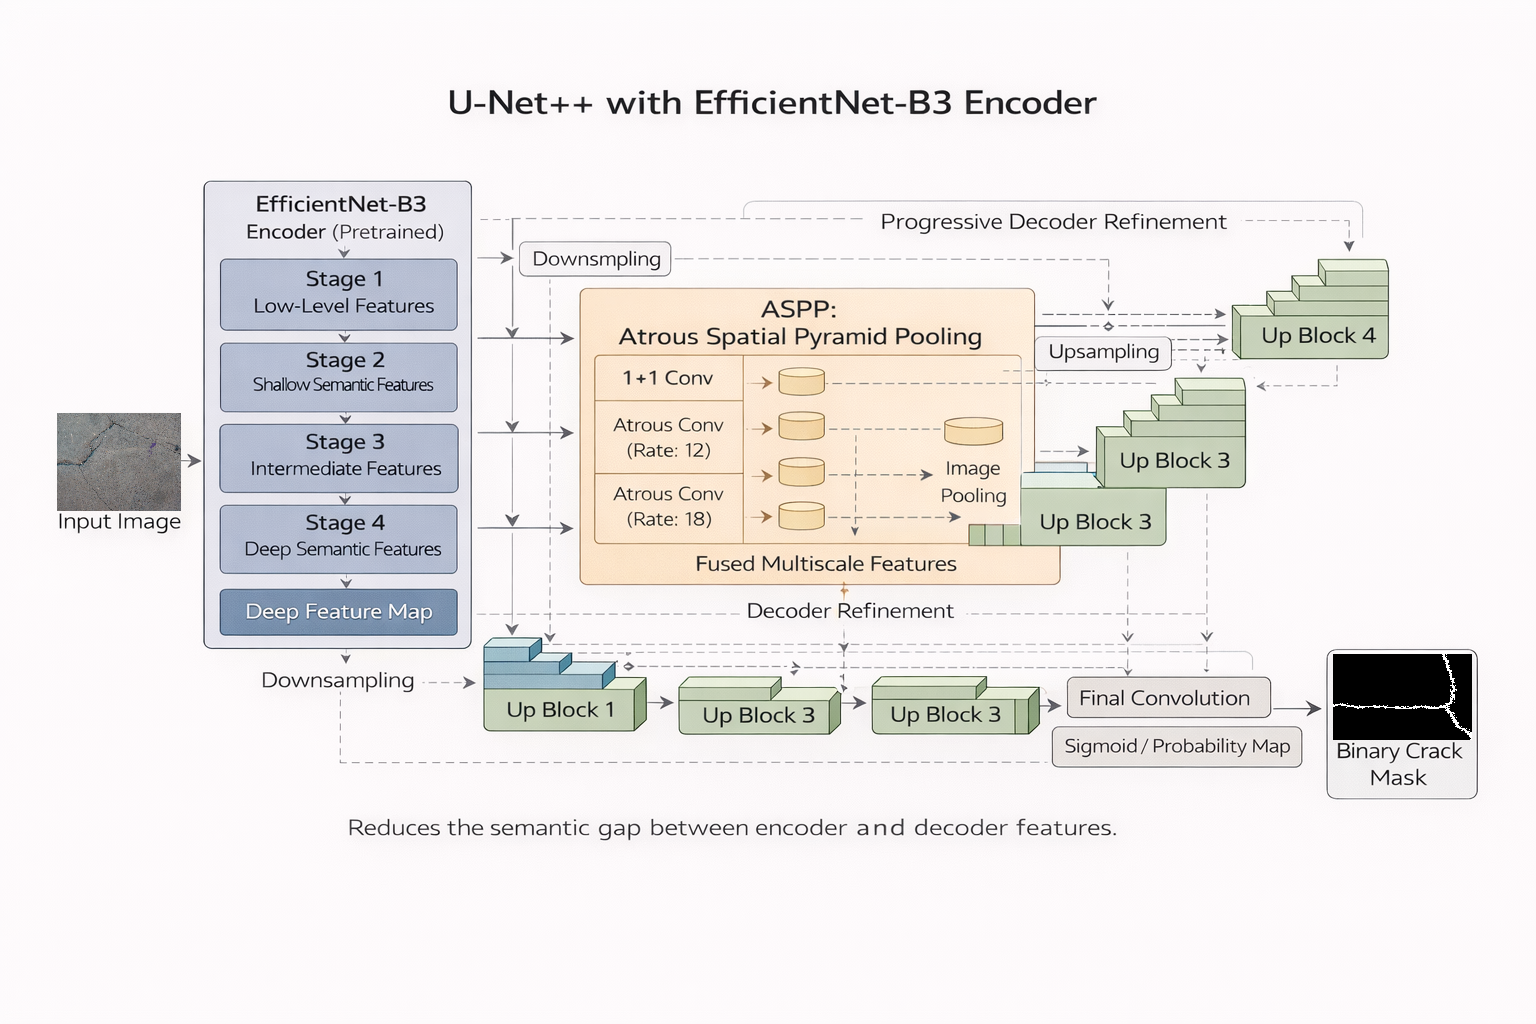 U-Net++ with EfficientNet-B3 Encoder
EfficientNet-B3
Encoder (Pretrained)
Stage 1
Low-Level Features
Stage 2
Shallow Semantic Features
Stage 3
Intermediate Features
Stage 4
Deep Semantic Features
Deep Feature Map
Input Image
Downsampling
Progressive Decoder Refinement
Downsmpling
ASPP:
Atrous Spatial Pyramid Pooling
1+1 Conv
Atrous Conv
(Rate: 12)
Atrous Conv
(Rate: 18)
Image
Pooling
Fused Multiscale Features
Upsampling
Up Block 4
Up Block 3
Up Block 3
Decoder Refinement
Up Block 1
Up Block 3
Up Block 3
Final Convolution
Sigmoid / Probability Map
Binary Crack
Mask
Reduces the semantic gap between encoder and decoder features.